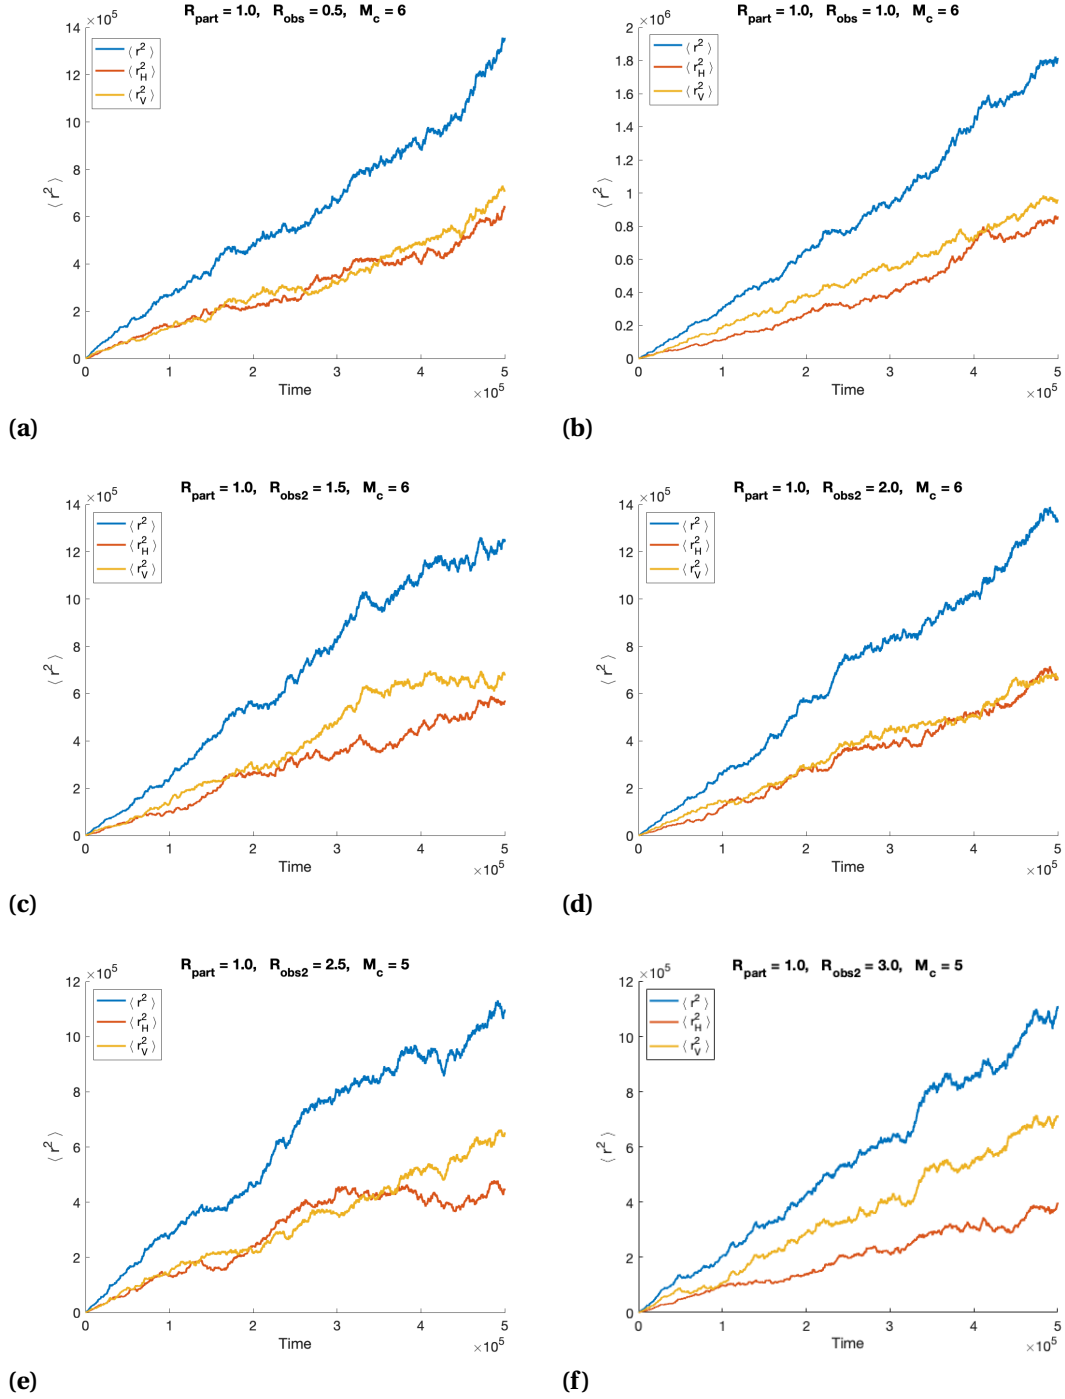 R_part = 1.0, R_obs = 0.5, M_c = 6
×10^5
14
12
10
8
6
4
2
0
⟨ r^2 ⟩
⟨ r^2 ⟩
⟨ r_H^2 ⟩
⟨ r_V^2 ⟩
0 1 2 3 4 5
Time
×10^5
(a)
R_part = 1.0, R_obs = 1.0, M_c = 6
×10^6
2
1.8
1.6
1.4
1.2
1
0.8
0.6
0.4
0.2
0
⟨ r^2 ⟩
⟨ r^2 ⟩
⟨ r_H^2 ⟩
⟨ r_V^2 ⟩
0 1 2 3 4 5
Time
×10^5
(b)
R_part = 1.0, R_obs2 = 1.5, M_c = 6
×10^5
14
12
10
8
6
4
2
0
⟨ r^2 ⟩
⟨ r^2 ⟩
⟨ r_H^2 ⟩
⟨ r_V^2 ⟩
0 1 2 3 4 5
Time
×10^5
(c)
R_part = 1.0, R_obs2 = 2.0, M_c = 6
×10^5
14
12
10
8
6
4
2
0
⟨ r^2 ⟩
⟨ r^2 ⟩
⟨ r_H^2 ⟩
⟨ r_V^2 ⟩
0 1 2 3 4 5
Time
×10^5
(d)
R_part = 1.0, R_obs2 = 2.5, M_c = 5
×10^5
12
10
8
6
4
2
0
⟨ r^2 ⟩
⟨ r^2 ⟩
⟨ r_H^2 ⟩
⟨ r_V^2 ⟩
0 1 2 3 4 5
Time
×10^5
(e)
R_part = 1.0, R_obs2 = 3.0, M_c = 5
×10^5
12
10
8
6
4
2
0
⟨ r^2 ⟩
⟨ r^2 ⟩
⟨ r_H^2 ⟩
⟨ r_V^2 ⟩
0 1 2 3 4 5
Time
×10^5
(f)